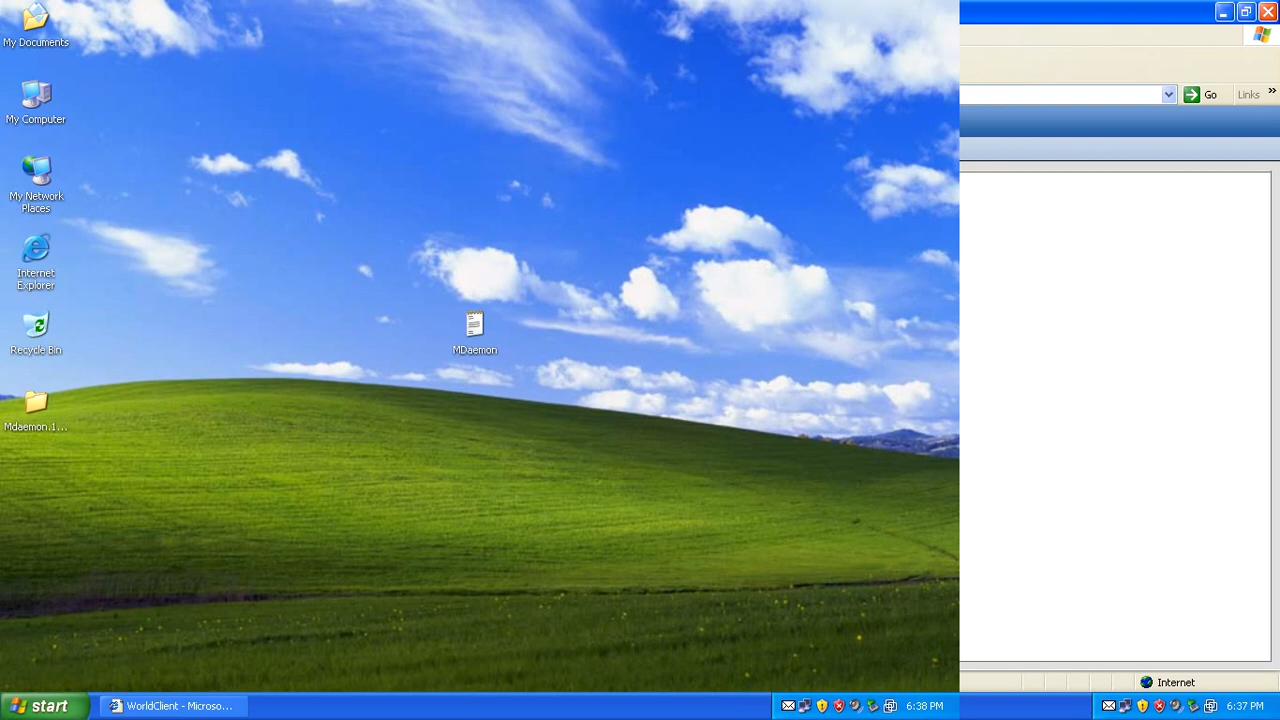 My Documents
Go
Links
My Computer
My Network
Places
Internet
Explorer
Recycle Bin
MDaemon
Mdaemon.1...
Internet
start
WorldClient - Microso...
6:38 PM
6:37 PM